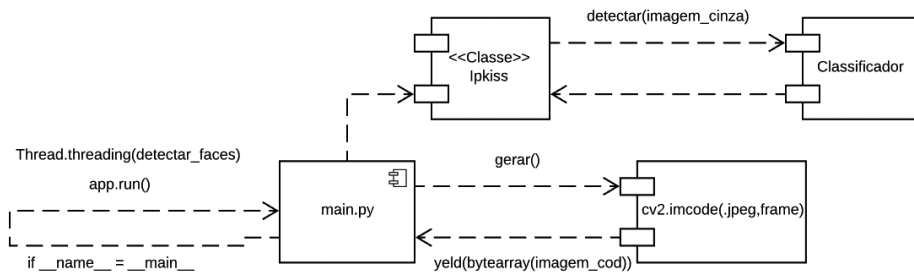 detectar(imagem_cinza)
<<Classe>>
Ipkiss
Classificador
Thread.threading(detectar_faces)
app.run()
gerar()
main.py
cv2.imcode(.jpeg,frame)
if __name__ = __main__
yeld(bytearray(imagem_cod))